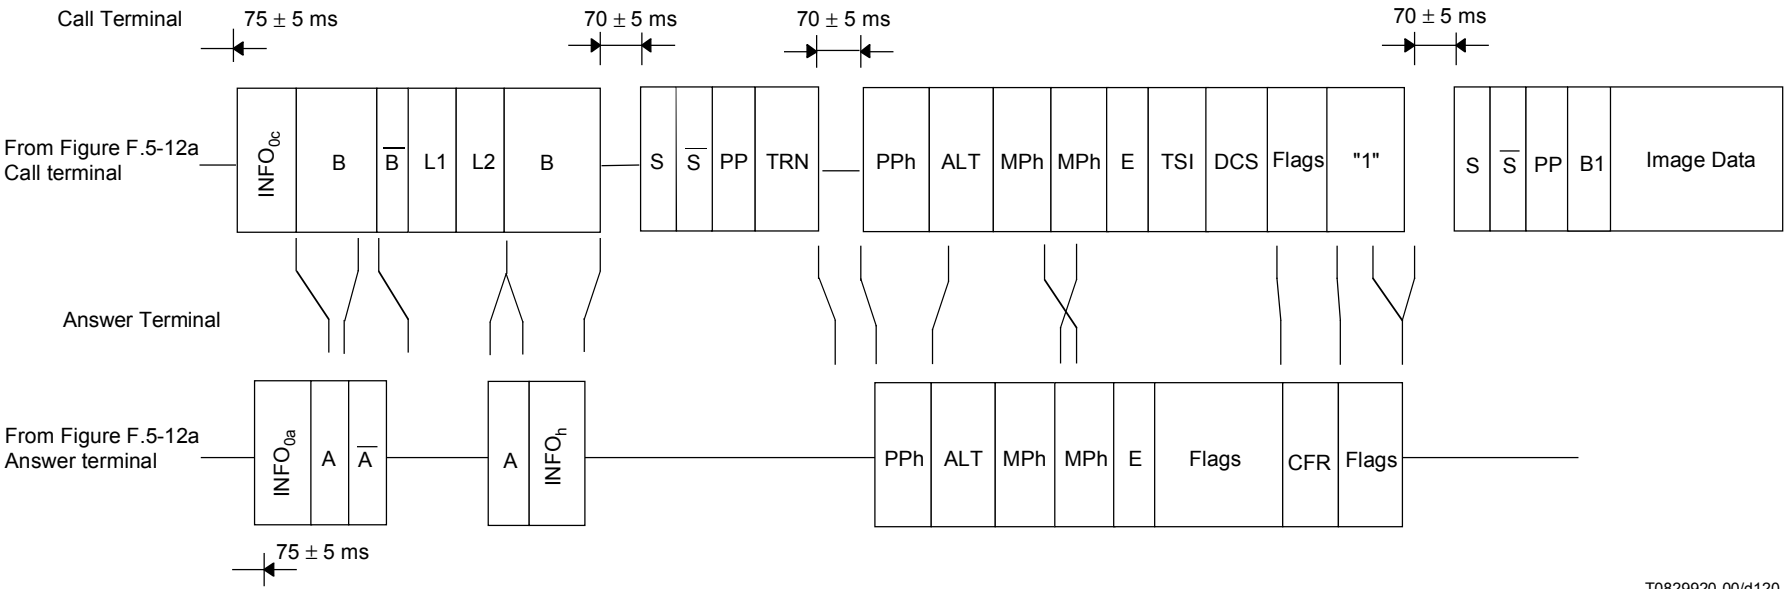 Call Terminal
75 ± 5 ms
70 ± 5 ms
70 ± 5 ms
70 ± 5 ms
From Figure F.5-12a
Call terminal
INFO0c
B
B̅
L1
L2
B
S
S̅
PP
TRN
PPh
ALT
MPh
MPh
E
TSI
DCS
Flags
"1"
S
S̅
PP
B1
Image Data
Answer Terminal
From Figure F.5-12a
Answer terminal
INFO0a
A
A̅
A
INFOh
PPh
ALT
MPh
MPh
E
Flags
CFR
Flags
75 ± 5 ms
T0829920-00/d120